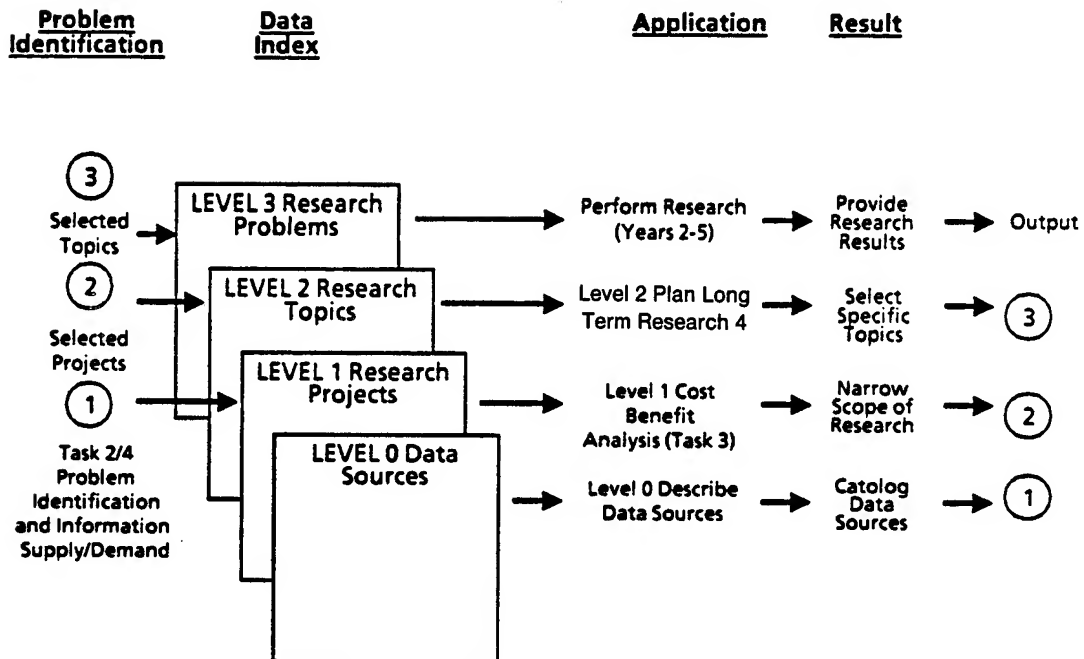 Problem
Identification
Data
Index
Application
Result
3
Selected
Topics
2
Selected
Projects
1
Task 2/4
Problem
Identification
and Information
Supply/Demand
LEVEL 3 Research
Problems
LEVEL 2 Research
Topics
LEVEL 1 Research
Projects
LEVEL 0 Data
Sources
Perform Research
(Years 2-5)
Provide
Research
Results
Output
Level 2 Plan Long
Term Research 4
Select
Specific
Topics
3
Level 1 Cost
Benefit
Analysis (Task 3)
Narrow
Scope of
Research
2
Level 0 Describe
Data Sources
Catolog
Data
Sources
1